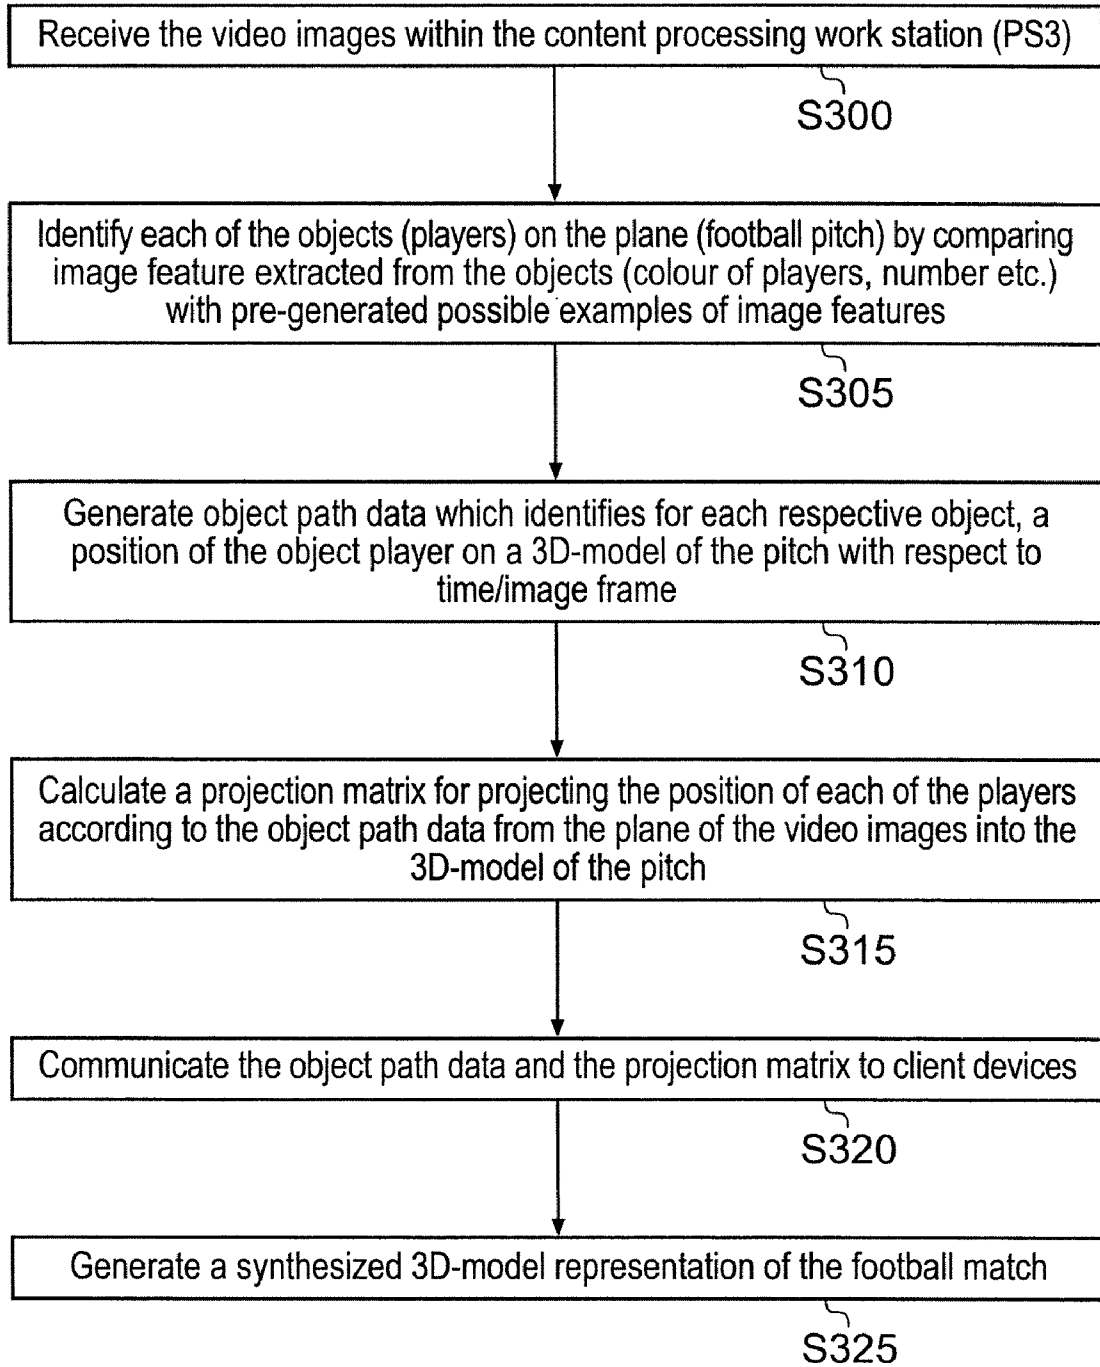 Receive the video images within the content processing work station (PS3)
S300
Identify each of the objects (players) on the plane (football pitch) by comparing
image feature extracted from the objects (colour of players, number etc.)
with pre-generated possible examples of image features
S305
Generate object path data which identifies for each respective object, a
position of the object player on a 3D-model of the pitch with respect to
time/image frame
S310
Calculate a projection matrix for projecting the position of each of the players
according to the object path data from the plane of the video images into the
3D-model of the pitch
S315
Communicate the object path data and the projection matrix to client devices
S320
Generate a synthesized 3D-model representation of the football match
S325